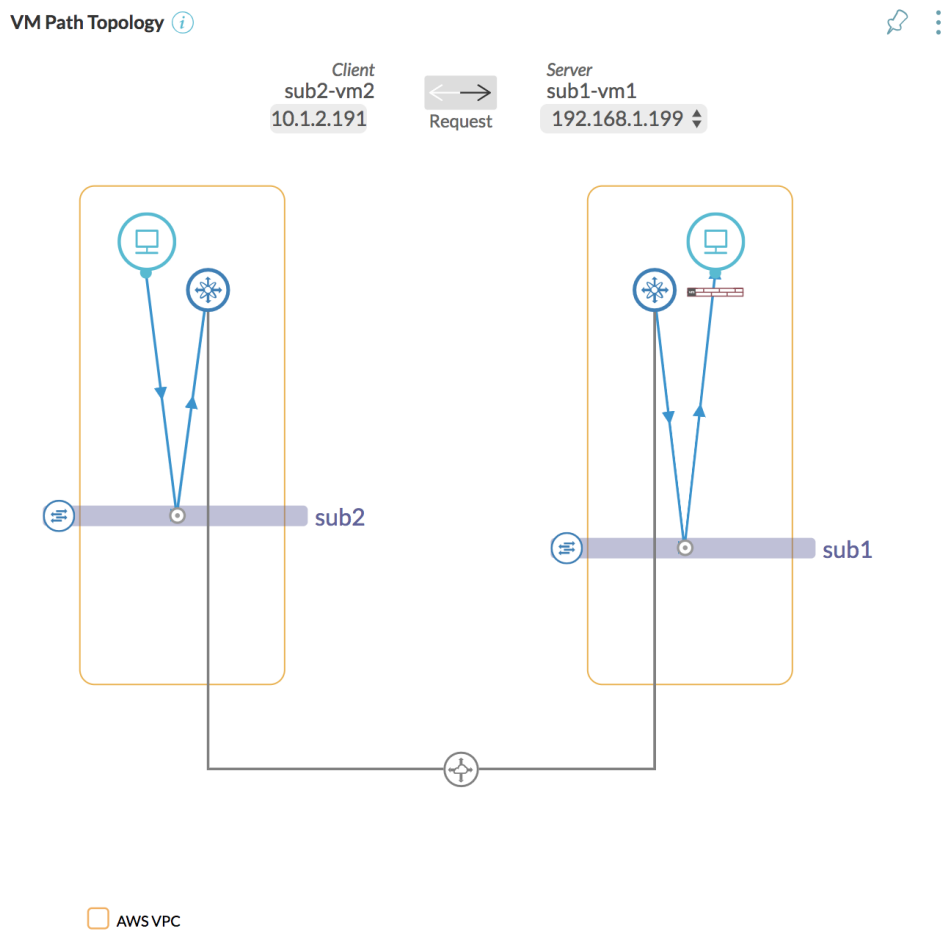 VM Path Topology i
Client
sub2-vm2
10.1.2.191
Request
Server
sub1-vm1
192.168.1.199
sub2
sub1
AWS VPC